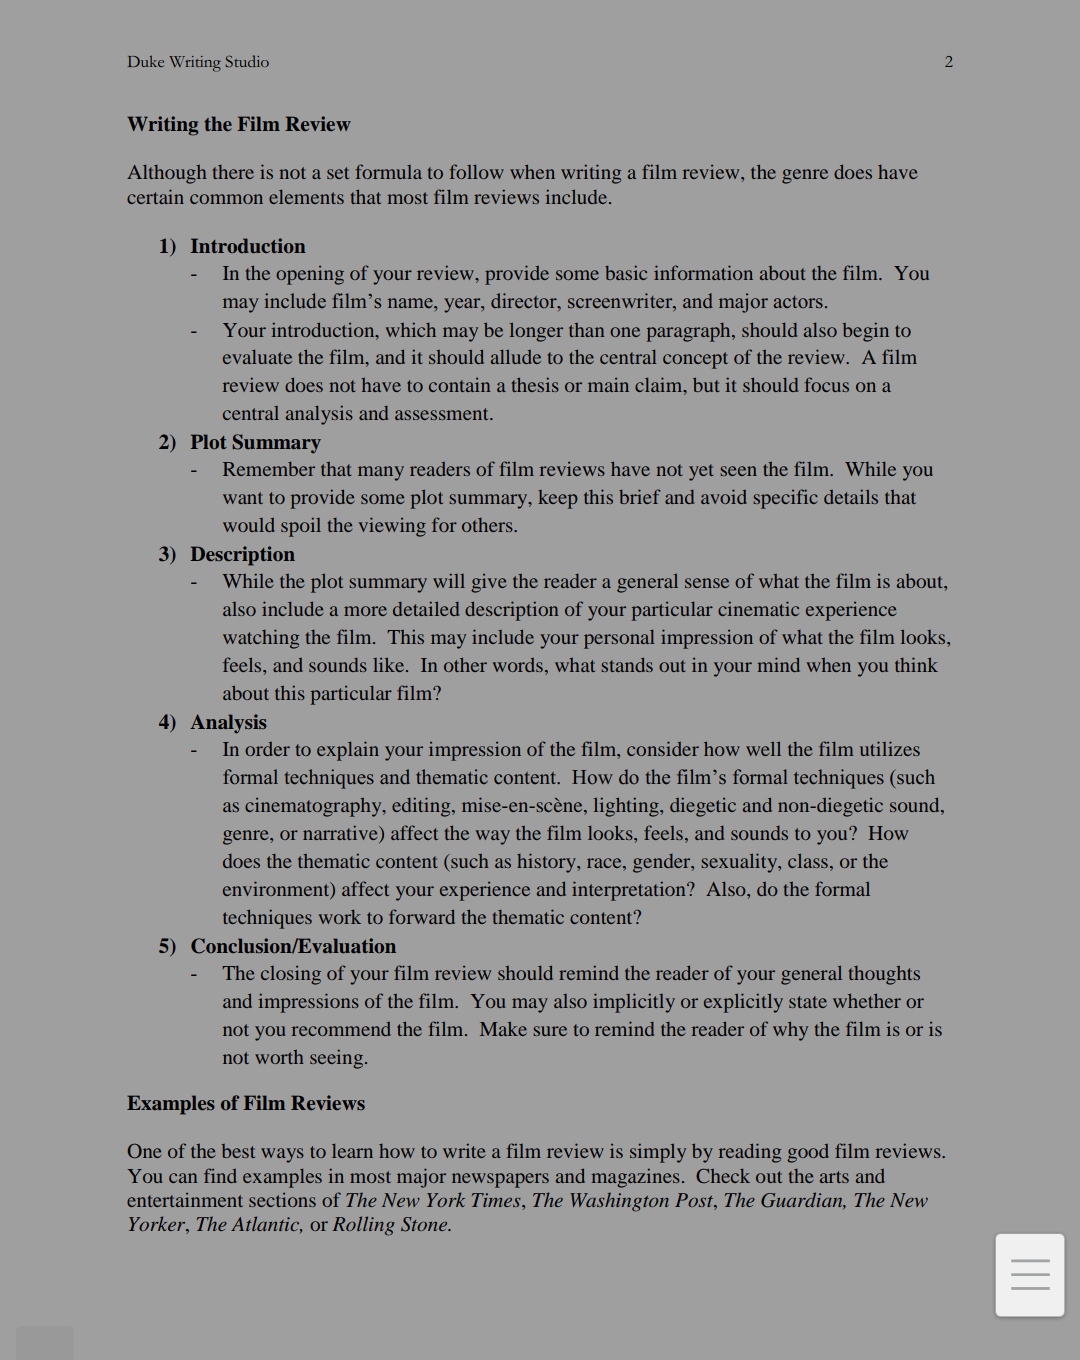 Duke Writing Studio 2
Writing the Film Review
Although there is not a set formula to follow when writing a film review, the genre does have
certain common elements that most film reviews include.
1) Introduction
- In the opening of your review, provide some basic information about the film.  You
may include film’s name, year, director, screenwriter, and major actors.
- Your introduction, which may be longer than one paragraph, should also begin to
evaluate the film, and it should allude to the central concept of the review.  A film
review does not have to contain a thesis or main claim, but it should focus on a
central analysis and assessment.
2) Plot Summary
- Remember that many readers of film reviews have not yet seen the film.  While you
want to provide some plot summary, keep this brief and avoid specific details that
would spoil the viewing for others.
3) Description
- While the plot summary will give the reader a general sense of what the film is about,
also include a more detailed description of your particular cinematic experience
watching the film.  This may include your personal impression of what the film looks,
feels, and sounds like.  In other words, what stands out in your mind when you think
about this particular film?
4) Analysis
- In order to explain your impression of the film, consider how well the film utilizes
formal techniques and thematic content.  How do the film’s formal techniques (such
as cinematography, editing, mise-en-scène, lighting, diegetic and non-diegetic sound,
genre, or narrative) affect the way the film looks, feels, and sounds to you?  How
does the thematic content (such as history, race, gender, sexuality, class, or the
environment) affect your experience and interpretation?  Also, do the formal
techniques work to forward the thematic content?
5) Conclusion/Evaluation
- The closing of your film review should remind the reader of your general thoughts
and impressions of the film.  You may also implicitly or explicitly state whether or
not you recommend the film.  Make sure to remind the reader of why the film is or is
not worth seeing.
Examples of Film Reviews
One of the best ways to learn how to write a film review is simply by reading good film reviews.
You can find examples in most major newspapers and magazines.  Check out the arts and
entertainment sections of The New York Times, The Washington Post, The Guardian, The New
Yorker, The Atlantic, or Rolling Stone.